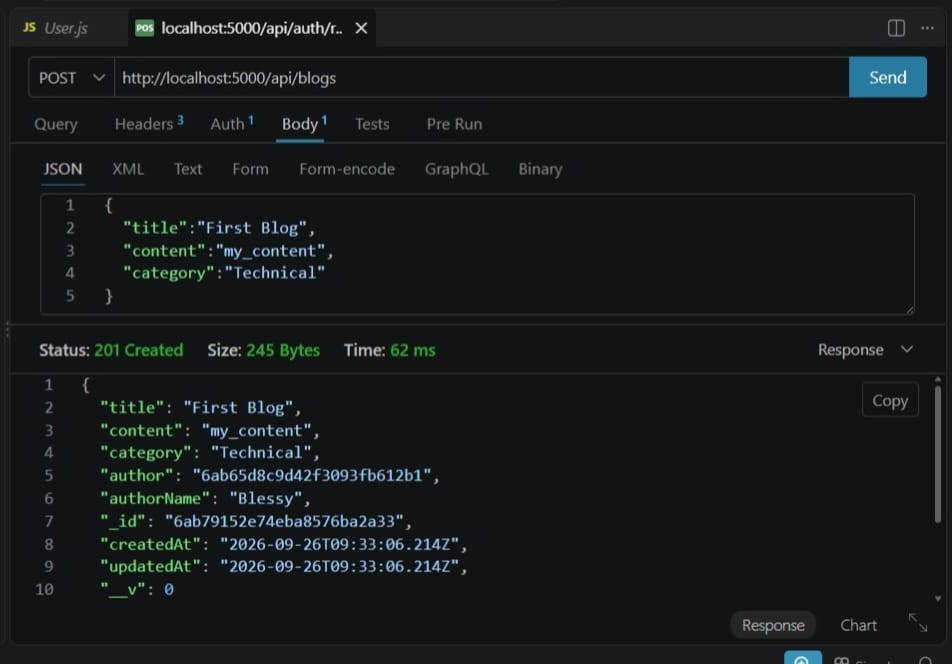 JS User.js POS localhost:5000/api/auth/r.. ✕ ...
POST http://localhost:5000/api/blogs Send
Query Headers 3 Auth 1 Body 1 Tests Pre Run
JSON XML Text Form Form-encode GraphQL Binary
1 {
2 "title":"First Blog",
3 "content":"my_content",
4 "category":"Technical"
5 }
Status: 201 Created Size: 245 Bytes Time: 62 ms Response
1 {
2 "title": "First Blog",
Copy
3 "content": "my_content",
4 "category": "Technical",
5 "author": "6ab65d8c9d42f3093fb612b1",
6 "authorName": "Blessy",
7 "_id": "6ab79152e74eba8576ba2a33",
8 "createdAt": "2026-09-26T09:33:06.214Z",
9 "updatedAt": "2026-09-26T09:33:06.214Z",
10 "__v": 0
Response Chart